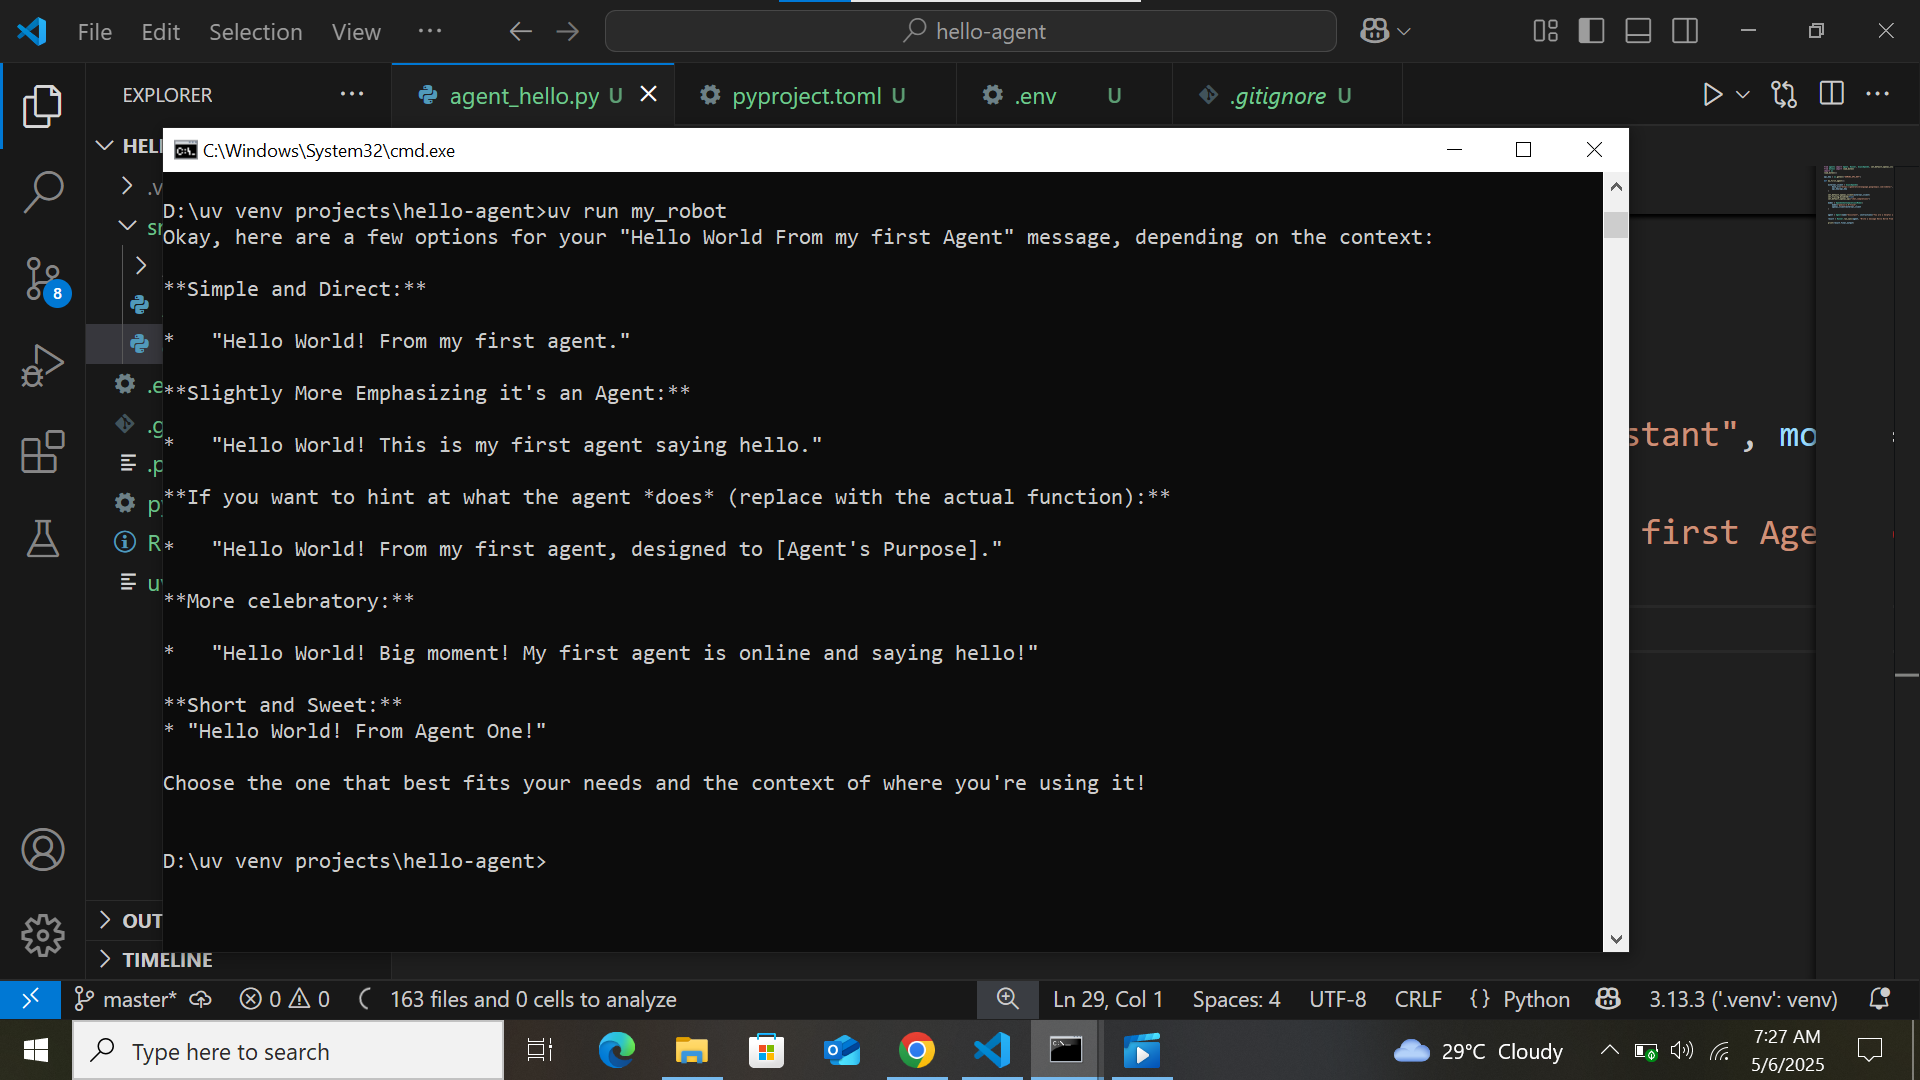 File Edit Selection View ··· hello-agent
EXPLORER ··· agent_hello.py U pyproject.toml U .env U .gitignore U
HEL
C:\Windows\System32\cmd.exe
.v
sr
.e
.g
.p
py
R
uv
D:\uv venv projects\hello-agent>uv run my_robot
Okay, here are a few options for your "Hello World From my first Agent" message, depending on the context:
**Simple and Direct:**
*   "Hello World! From my first agent."
**Slightly More Emphasizing it's an Agent:**
*   "Hello World! This is my first agent saying hello."
**If you want to hint at what the agent *does* (replace with the actual function):**
*   "Hello World! From my first agent, designed to [Agent's Purpose]."
**More celebratory:**
*   "Hello World! Big moment! My first agent is online and saying hello!"
**Short and Sweet:**
* "Hello World! From Agent One!"
Choose the one that best fits your needs and the context of where you're using it!
D:\uv venv projects\hello-agent>
stant", mo
first Age
8
OUT
TIMELINE
master* 0 0 163 files and 0 cells to analyze Ln 29, Col 1 Spaces: 4 UTF-8 CRLF {} Python 3.13.3 ('.venv': venv)
Type here to search 29°C Cloudy 7:27 AM
5/6/2025